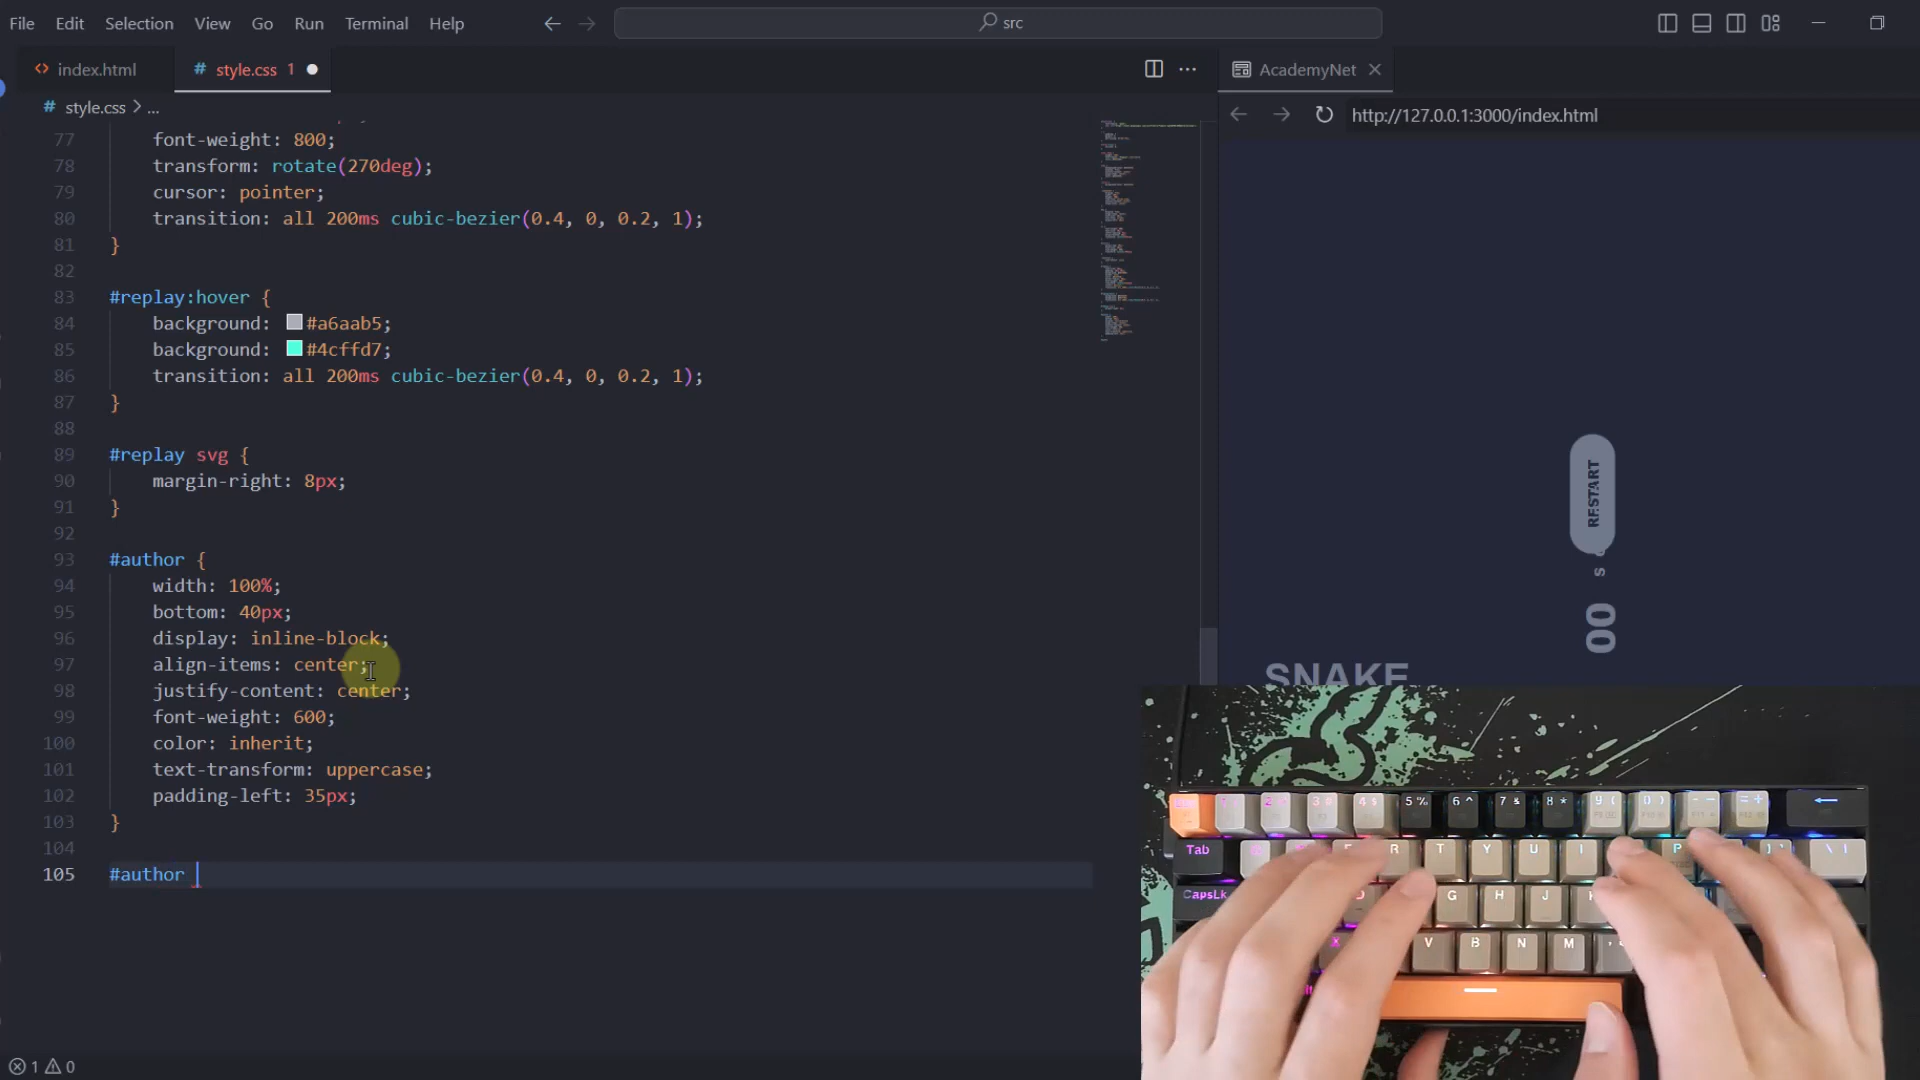 File Edit Selection View Go Run Terminal Help
src
index.html
# style.css 1
AcademyNet
# style.css > ...
http://127.0.0.1:3000/index.html
77 font-weight: 800;
78 transform: rotate(270deg);
79 cursor: pointer;
80 transition: all 200ms cubic-bezier(0.4, 0, 0.2, 1);
81 }
82
83 #replay:hover {
84 background: #a6aab5;
85 background: #4cffd7;
86 transition: all 200ms cubic-bezier(0.4, 0, 0.2, 1);
87 }
88
89 #replay svg {
90 margin-right: 8px;
91 }
92
93 #author {
94 width: 100%;
95 bottom: 40px;
96 display: inline-block;
97 align-items: center;
98 justify-content: center;
99 font-weight: 600;
100 color: inherit;
101 text-transform: uppercase;
102 padding-left: 35px;
103 }
104
105 #author
RESTART
s
00
SNAKE
5 % 6 ^ 7 & 8 * 9 ( 0 )
Tab R T Y U I P
CapsLk G H J
X V B N M
1 0